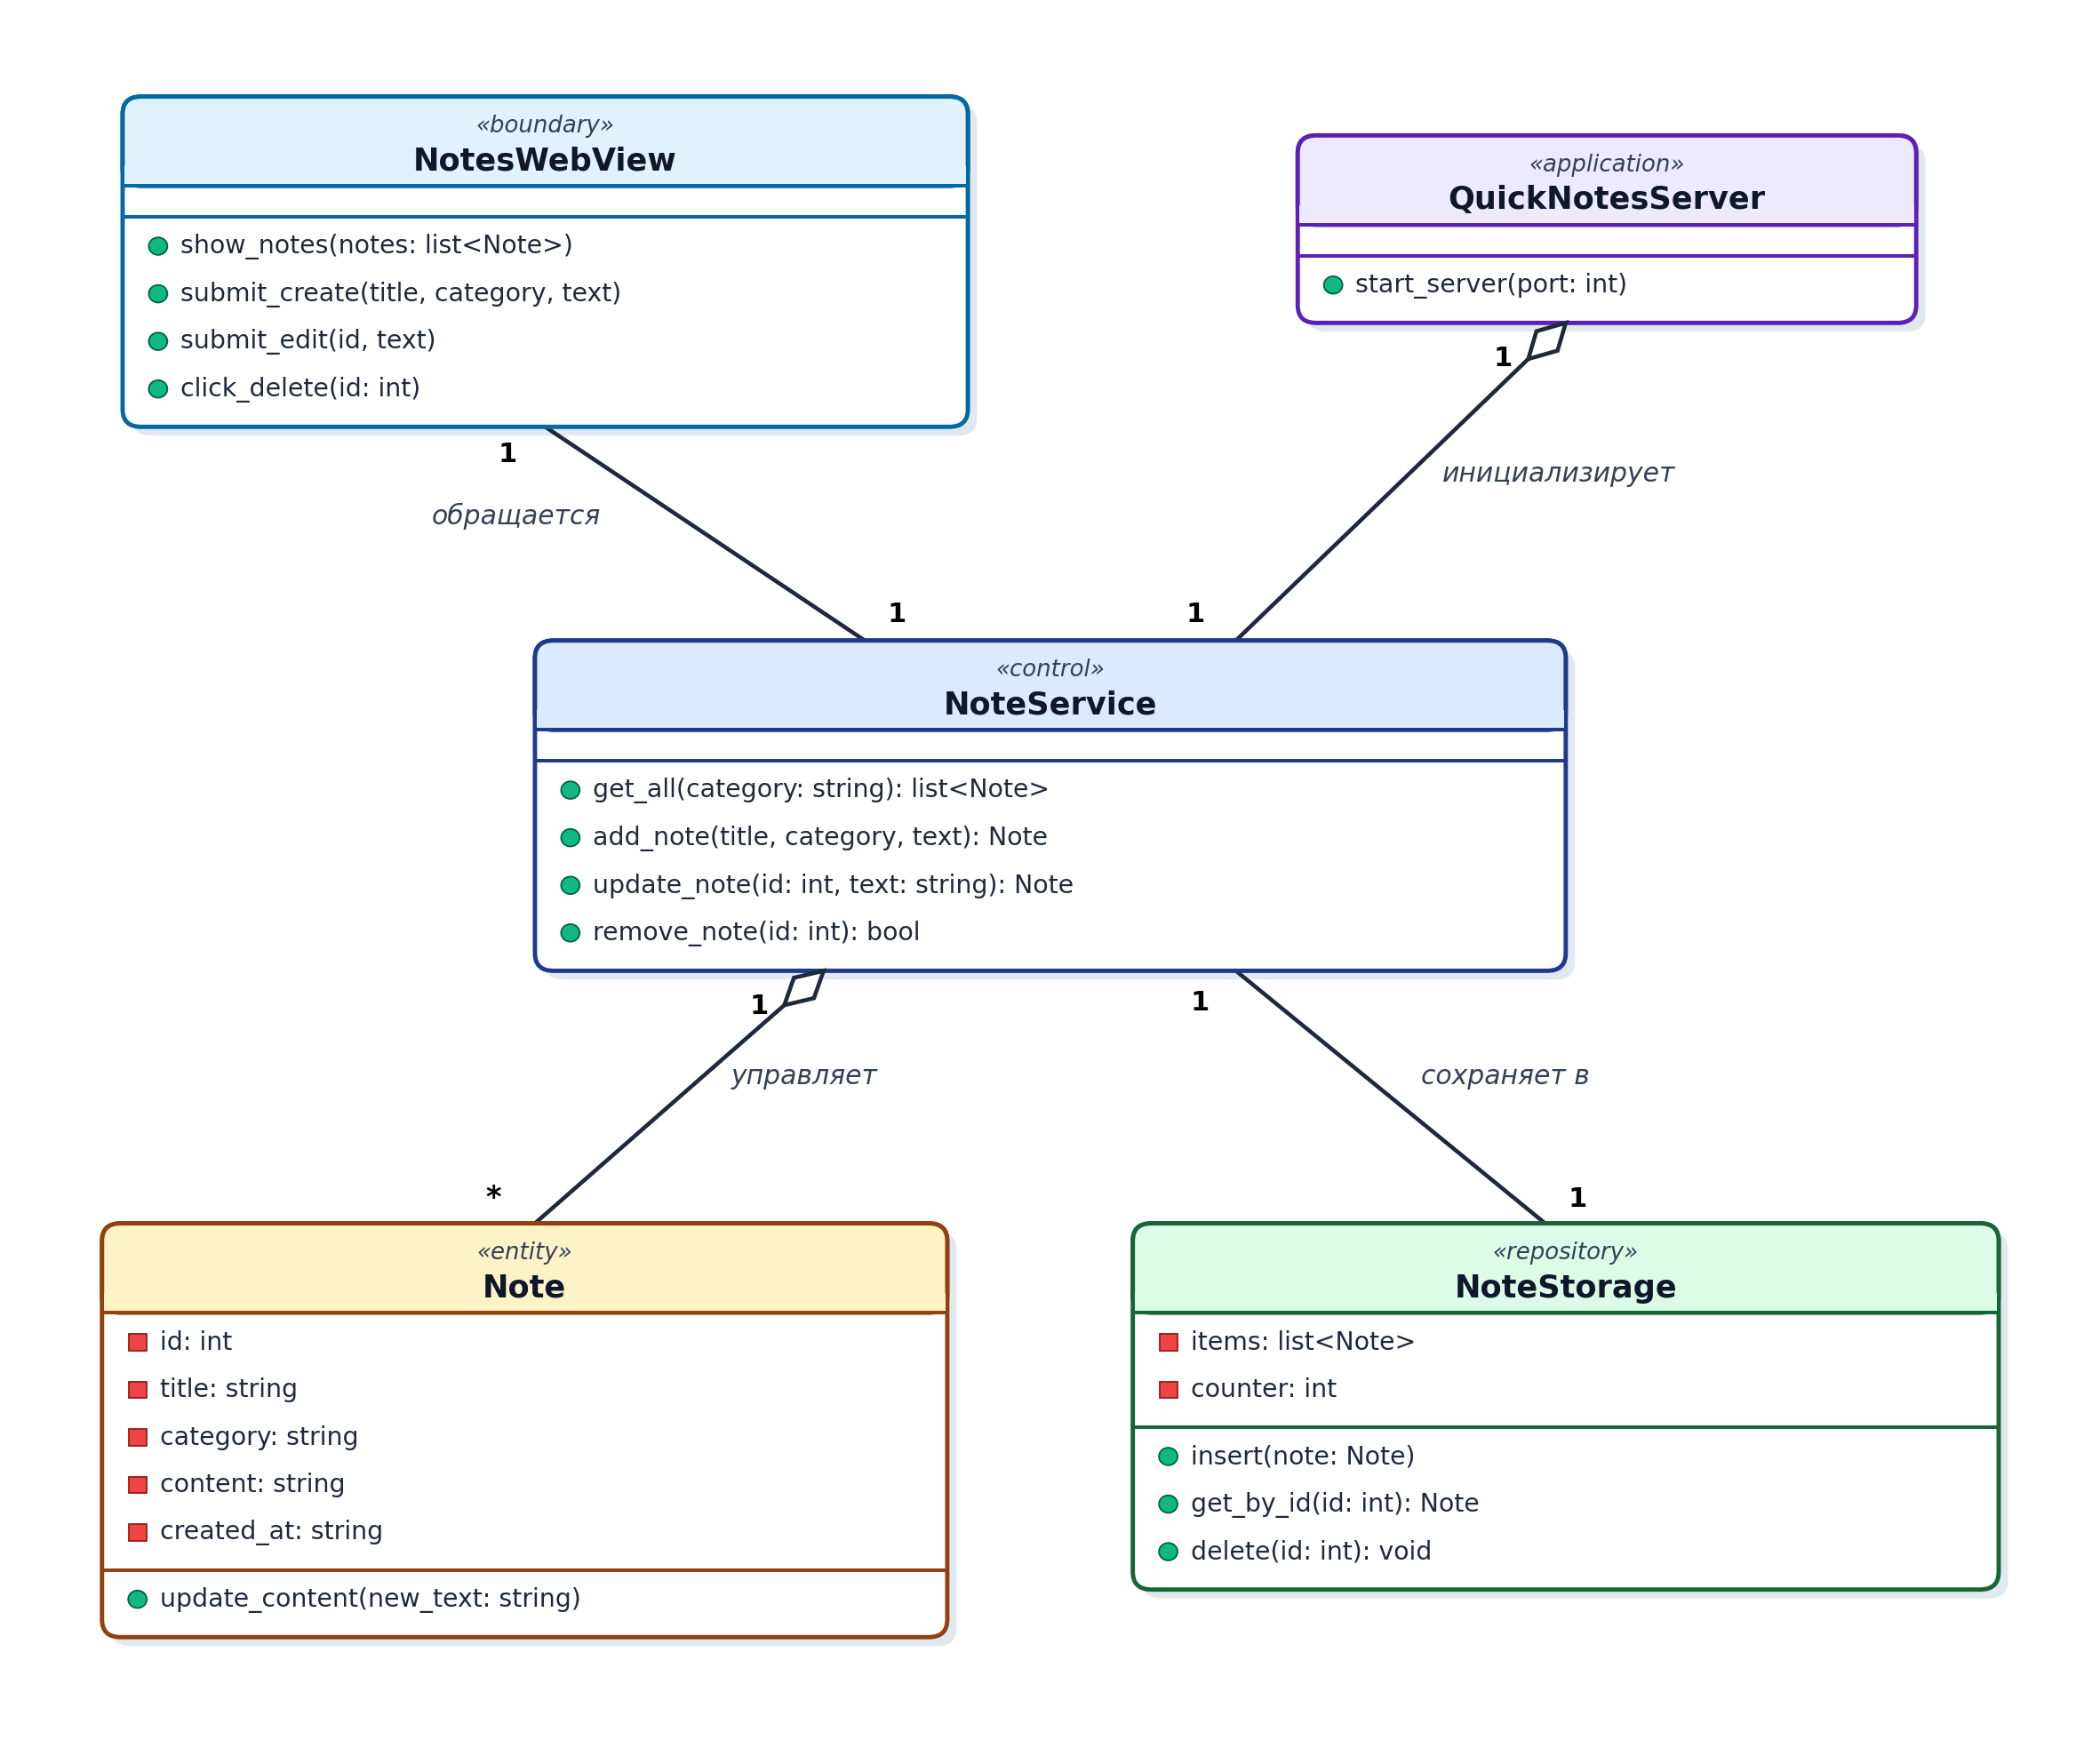 «boundary»
NotesWebView
show_notes(notes: list<Note>)
submit_create(title, category, text)
submit_edit(id, text)
click_delete(id: int)
«application»
QuickNotesServer
start_server(port: int)
1
1
обращается
инициализирует
1
1
«control»
NoteService
get_all(category: string): list<Note>
add_note(title, category, text): Note
update_note(id: int, text: string): Note
remove_note(id: int): bool
1
1
управляет
сохраняет в
*
1
«entity»
Note
id: int
title: string
category: string
content: string
created_at: string
update_content(new_text: string)
«repository»
NoteStorage
items: list<Note>
counter: int
insert(note: Note)
get_by_id(id: int): Note
delete(id: int): void